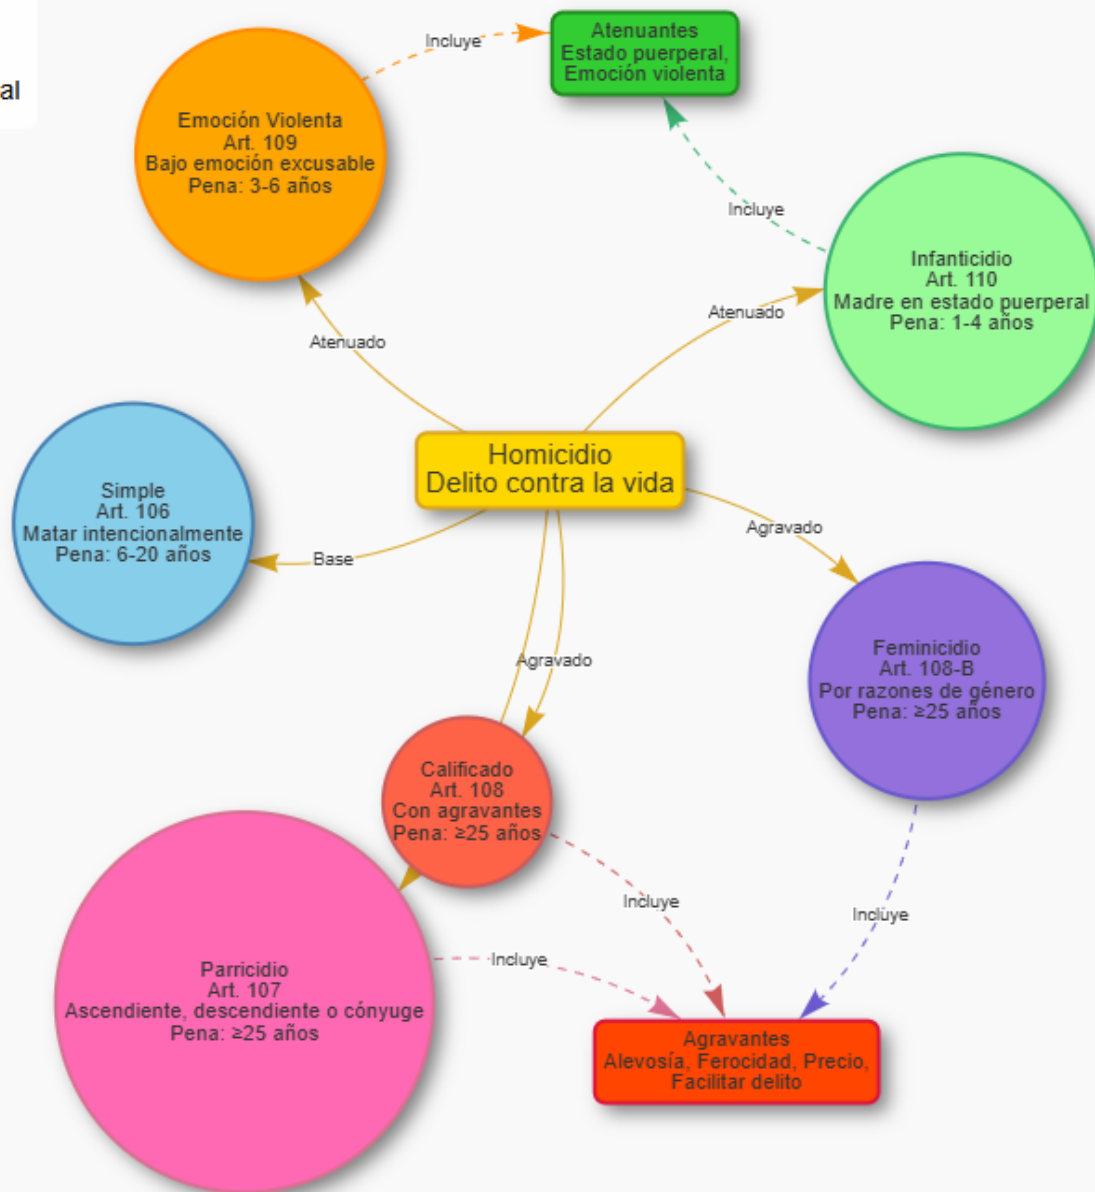 al
Incluye
Atenuantes
Estado puerperal,
Emoción violenta
Emoción Violenta
Art. 109
Bajo emoción excusable
Pena: 3-6 años
Incluye
Infanticidio
Art. 110
Madre en estado puerperal
Pena: 1-4 años
Atenuado
Atenuado
Homicidio
Delito contra la vida
Simple
Art. 106
Matar intencionalmente
Pena: 6-20 años
Base
Agravado
Agravado
Feminicidio
Art. 108-B
Por razones de género
Pena: ≥25 años
Calificado
Art. 108
Con agravantes
Pena: ≥25 años
Incluye
Incluye
Incluye
Parricidio
Art. 107
Ascendiente, descendiente o cónyuge
Pena: ≥25 años
Agravantes
Alevosía, Ferocidad, Precio,
Facilitar delito